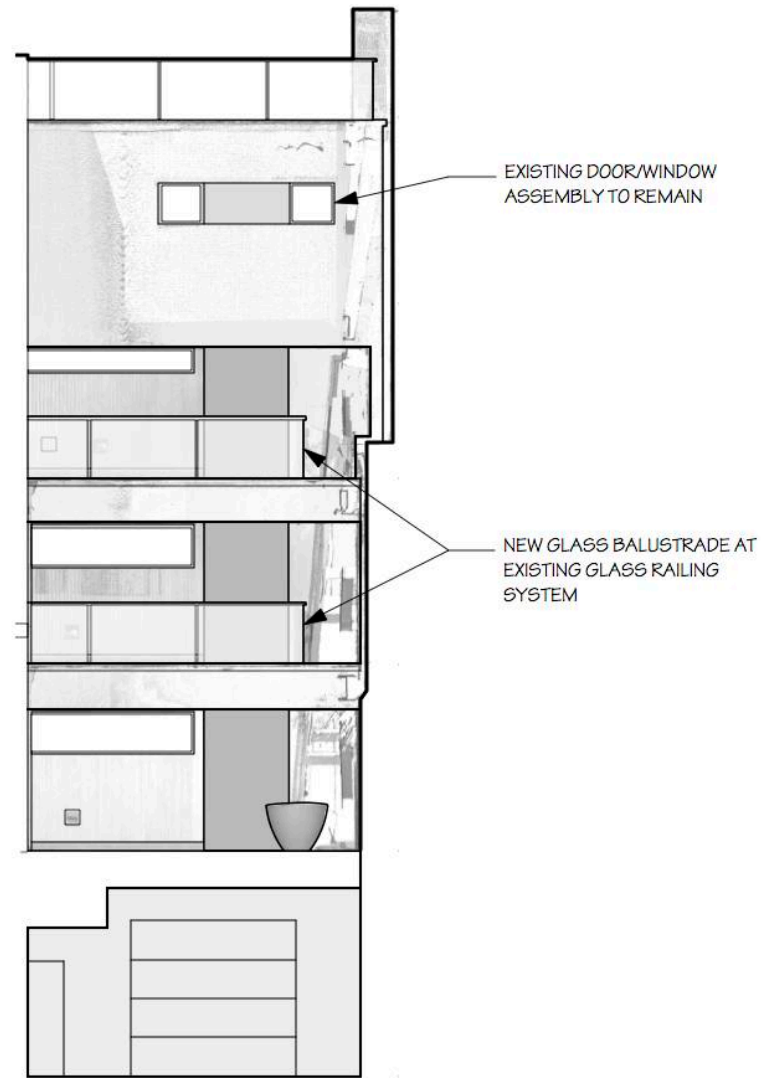 EXISTING DOOR/WINDOW
ASSEMBLY TO REMAIN
NEW GLASS BALUSTRADE AT
EXISTING GLASS RAILING
SYSTEM